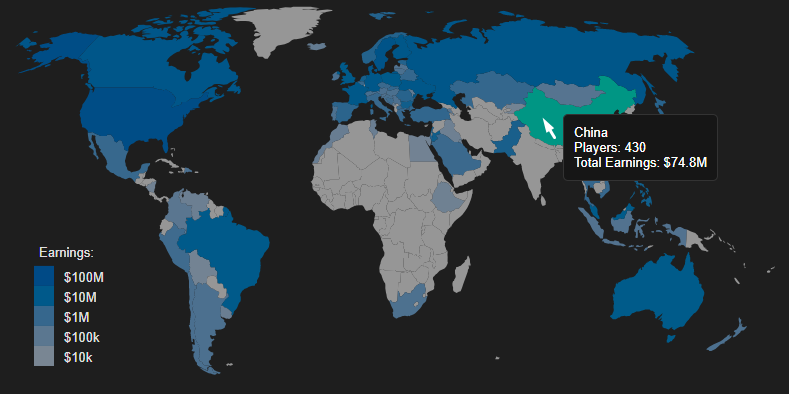 China
Players: 430
Total Earnings: $74.8M
Earnings:
$100M
$10M
$1M
$100k
$10k